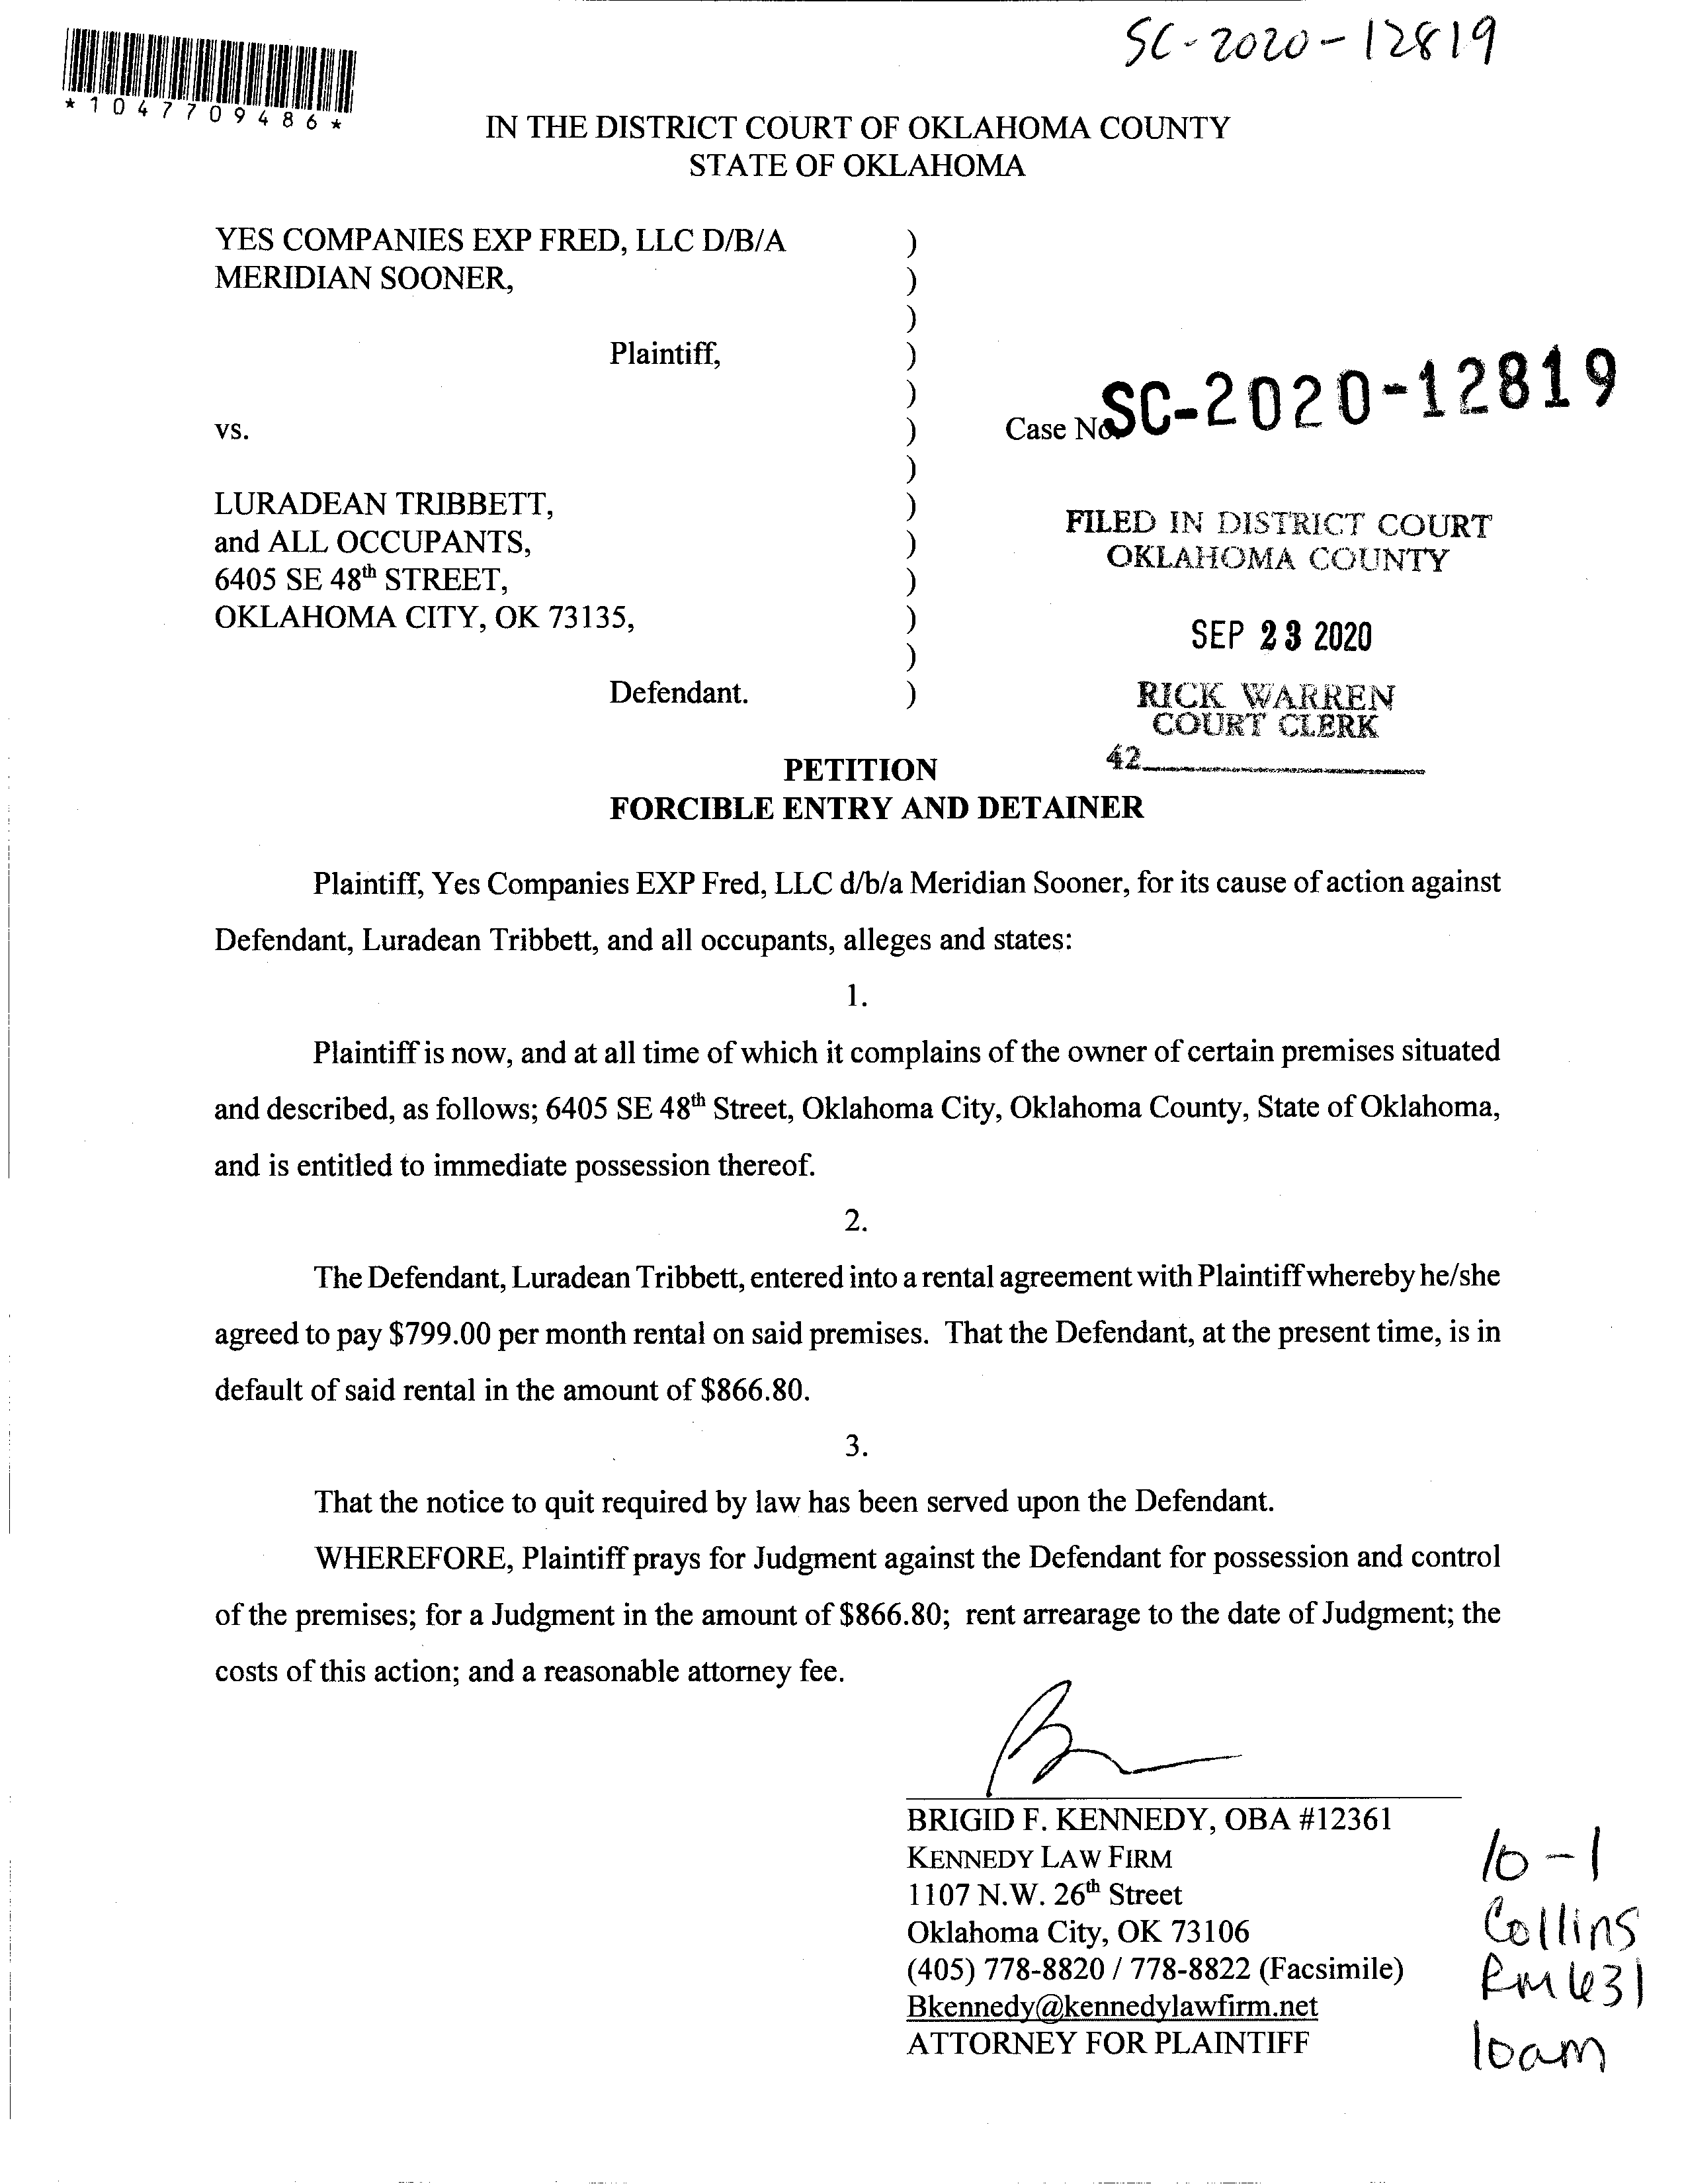 SC-2020-12819
*1047709486*
IN THE DISTRICT COURT OF OKLAHOMA COUNTY
STATE OF OKLAHOMA
YES COMPANIES EXP FRED, LLC D/B/A )
MERIDIAN SOONER, )
)
Plaintiff, )
)
vs. ) Case No. SC-2020-12819
)
LURADEAN TRIBBETT, )
and ALL OCCUPANTS, )
6405 SE 48th STREET, )
OKLAHOMA CITY, OK 73135, )
)
Defendant. )
FILED IN DISTRICT COURT
OKLAHOMA COUNTY
SEP 23 2020
RICK WARREN
COURT CLERK
42
PETITION
FORCIBLE ENTRY AND DETAINER
Plaintiff, Yes Companies EXP Fred, LLC d/b/a Meridian Sooner, for its cause of action against
Defendant, Luradean Tribbett, and all occupants, alleges and states:
1.
Plaintiff is now, and at all time of which it complains of the owner of certain premises situated
and described, as follows; 6405 SE 48th Street, Oklahoma City, Oklahoma County, State of Oklahoma,
and is entitled to immediate possession thereof.
2.
The Defendant, Luradean Tribbett, entered into a rental agreement with Plaintiff whereby he/she
agreed to pay $799.00 per month rental on said premises. That the Defendant, at the present time, is in
default of said rental in the amount of $866.80.
3.
That the notice to quit required by law has been served upon the Defendant.
WHEREFORE, Plaintiff prays for Judgment against the Defendant for possession and control
of the premises; for a Judgment in the amount of $866.80; rent arrearage to the date of Judgment; the
costs of this action; and a reasonable attorney fee.
BRIGID F. KENNEDY, OBA #12361
KENNEDY LAW FIRM
1107 N.W. 26th Street
Oklahoma City, OK 73106
(405) 778-8820 / 778-8822 (Facsimile)
Bkennedy@kennedylawfirm.net
ATTORNEY FOR PLAINTIFF
10-1
Collins
Rm 631
10am